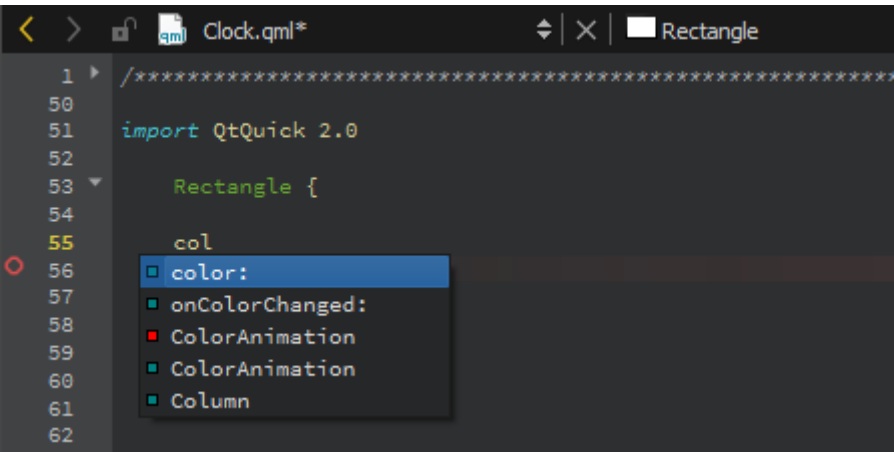 qml Clock.qml* Rectangle
1 /*********************************************************
50
51 import QtQuick 2.0
52
53 Rectangle {
54
55 col
56 color:
57 onColorChanged:
58 ColorAnimation
59 ColorAnimation
60 Column
61
62